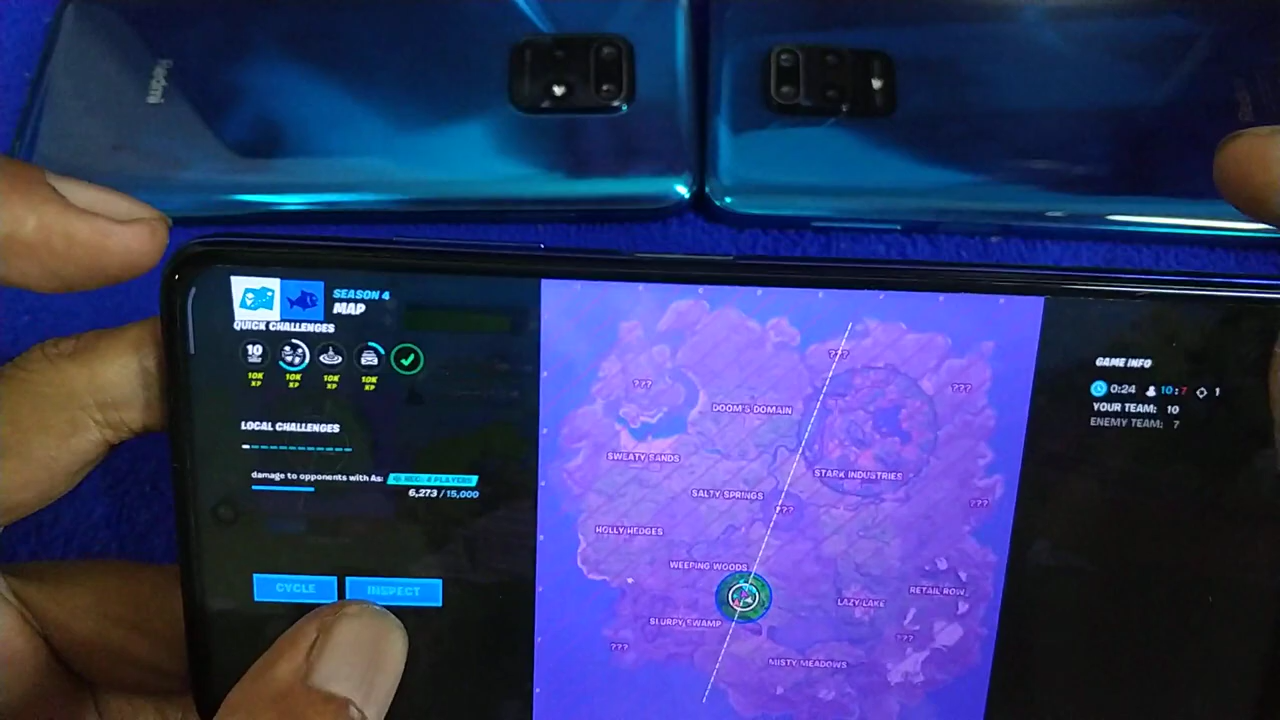 Redmi
SEASON 4
MAP
QUICK CHALLENGES
10
10K XP
10K XP
10K XP
10K XP
LOCAL CHALLENGES
damage to opponents with As:
6,273 / 15,000
CYCLE
INSPECT
???
???
DOOM'S DOMAIN
???
SWEATY SANDS
STARK INDUSTRIES
SALTY SPRINGS
???
???
HOLLY HEDGES
WEEPING WOODS
RETAIL ROW
LAZY LAKE
SLURPY SWAMP
???
???
MISTY MEADOWS
GAME INFO
0:24 10:7 1
YOUR TEAM: 10
ENEMY TEAM: 7